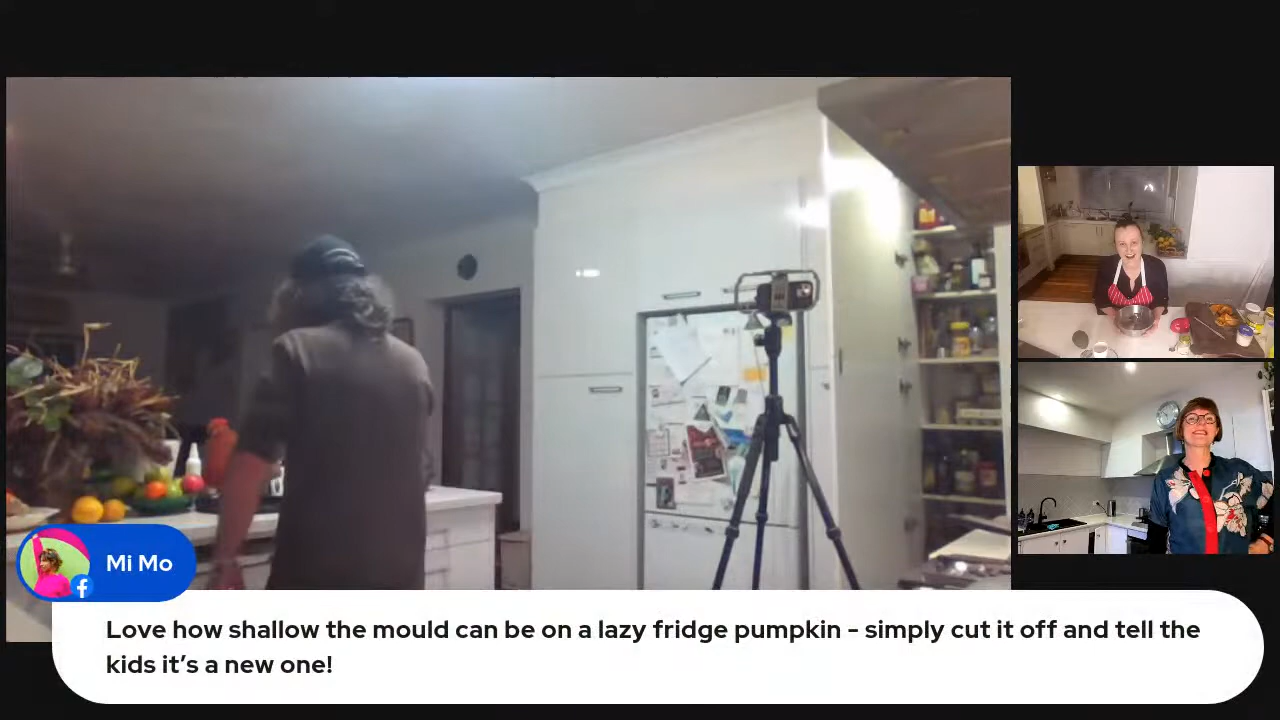 Mi Mo
Love how shallow the mould can be on a lazy fridge pumpkin - simply cut it off and tell the
kids it's a new one!